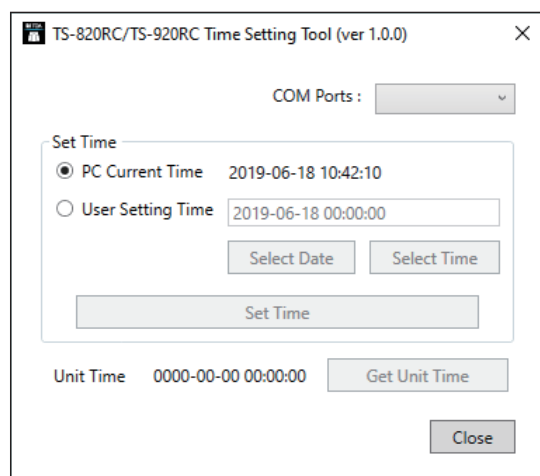 TS-820RC/TS-920RC Time Setting Tool (ver 1.0.0)
COM Ports :
Set Time
PC Current Time 2019-06-18 10:42:10
User Setting Time 2019-06-18 00:00:00
Select Date Select Time
Set Time
Unit Time 0000-00-00 00:00:00 Get Unit Time
Close